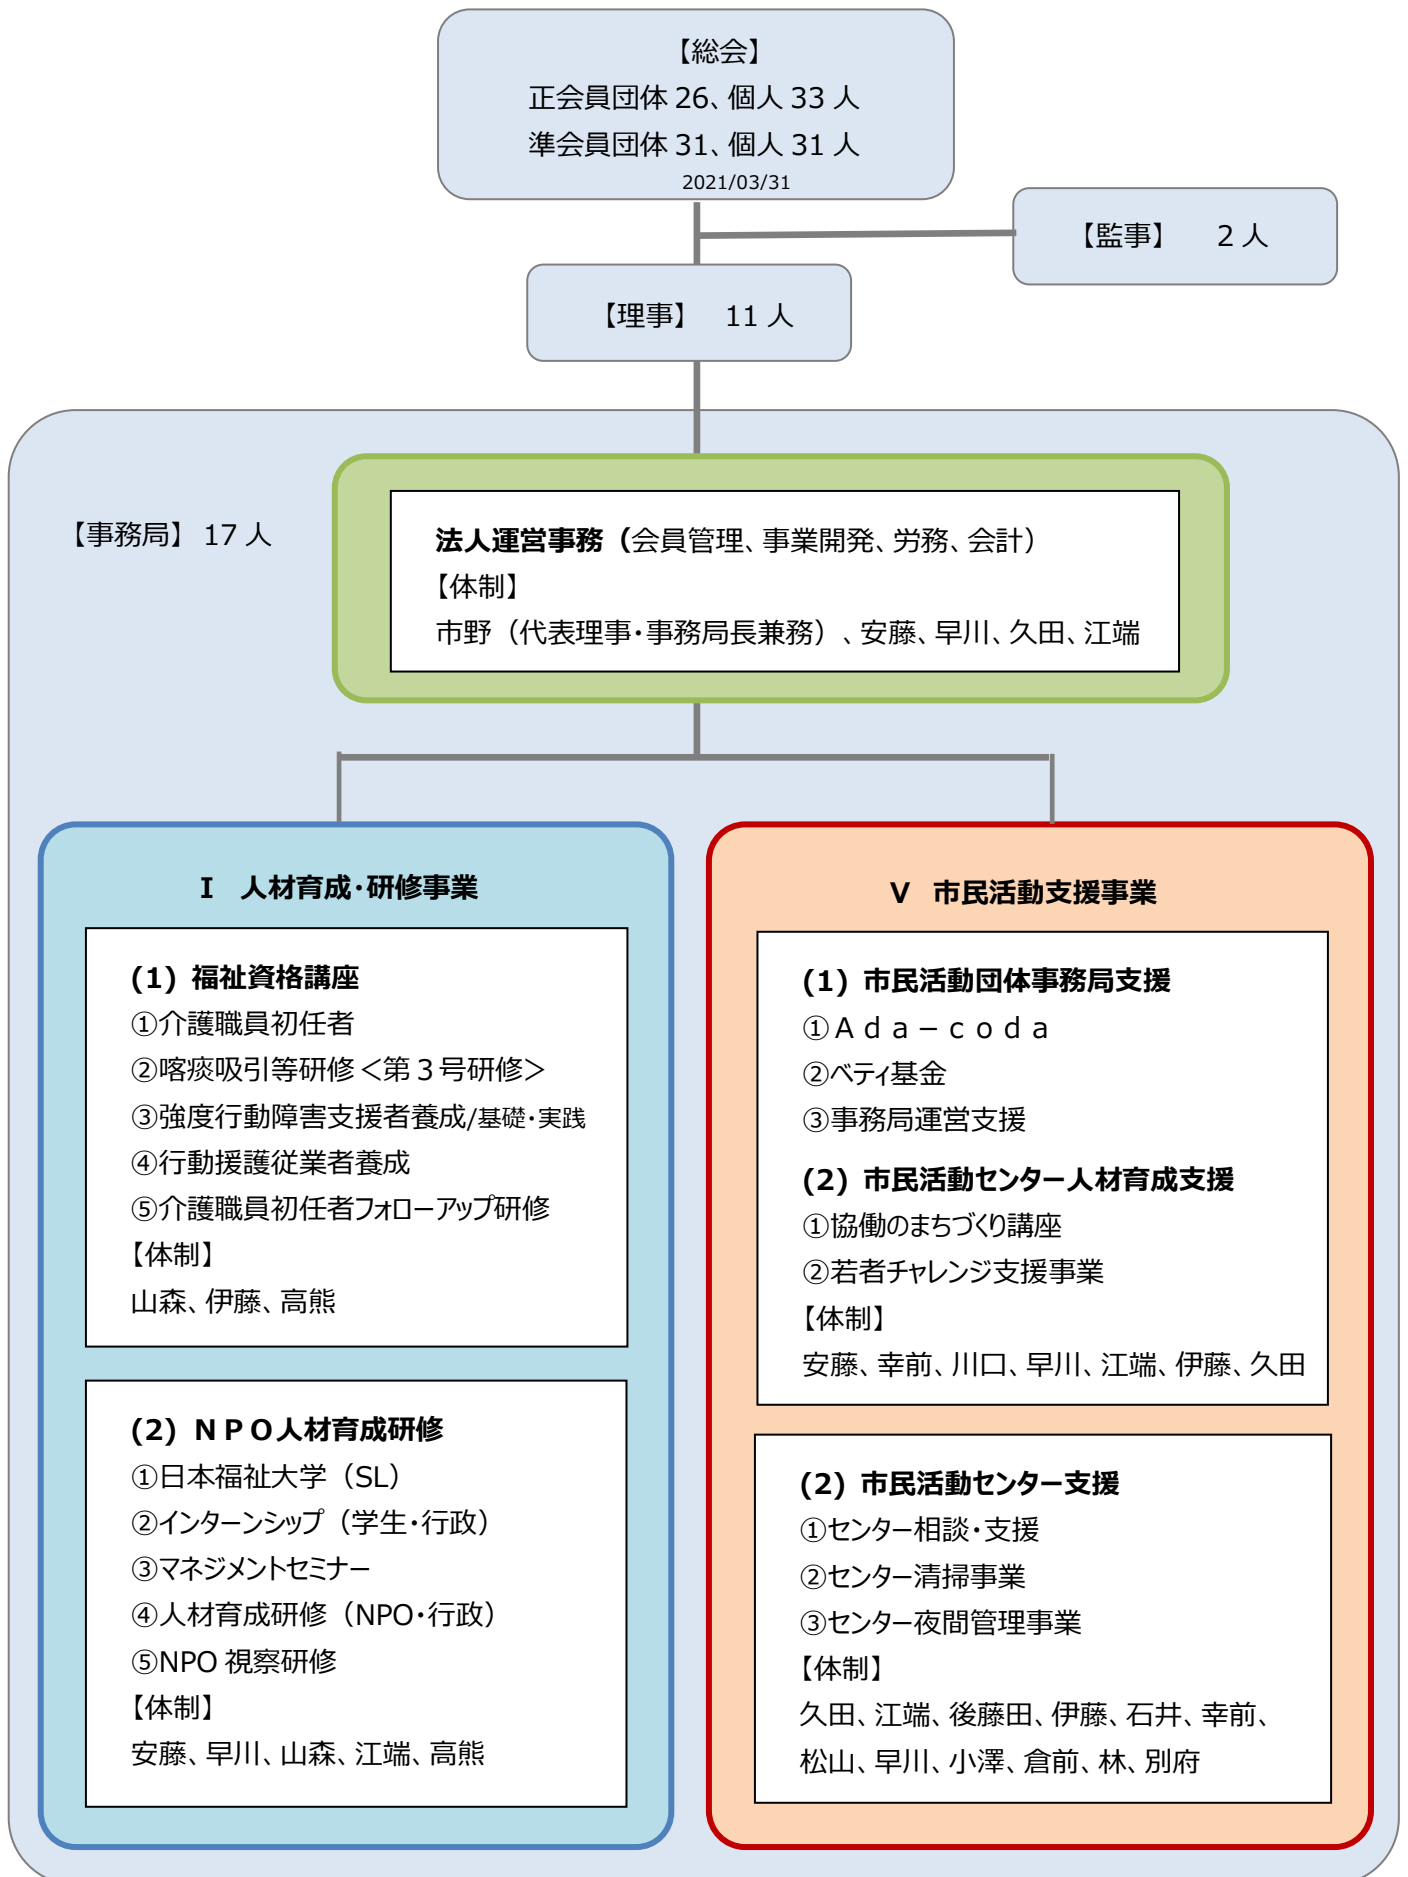 【総会】
正会員団体 26、個人 33 人
準会員団体 31、個人 31 人
2021/03/31
【監事】 2 人
【理事】 11 人
【事務局】 17 人
法人運営事務（会員管理、事業開発、労務、会計）
【体制】
市野（代表理事・事務局長兼務）、安藤、早川、久田、江端
Ⅰ 人材育成・研修事業
(1) 福祉資格講座
①介護職員初任者
②喀痰吸引等研修＜第３号研修＞
③強度行動障害支援者養成/基礎・実践
④行動援護従業者養成
⑤介護職員初任者フォローアップ研修
【体制】
山森、伊藤、高熊
(2) ＮＰＯ人材育成研修
①日本福祉大学（SL）
②インターンシップ（学生・行政）
③マネジメントセミナー
④人材育成研修（NPO・行政）
⑤NPO 視察研修
【体制】
安藤、早川、山森、江端、高熊
Ⅴ 市民活動支援事業
(1) 市民活動団体事務局支援
①Ａｄａ－ｃｏｄａ
②ベティ基金
③事務局運営支援
(2) 市民活動センター人材育成支援
①協働のまちづくり講座
②若者チャレンジ支援事業
【体制】
安藤、幸前、川口、早川、江端、伊藤、久田
(2) 市民活動センター支援
①センター相談・支援
②センター清掃事業
③センター夜間管理事業
【体制】
久田、江端、後藤田、伊藤、石井、幸前、
松山、早川、小澤、倉前、林、別府